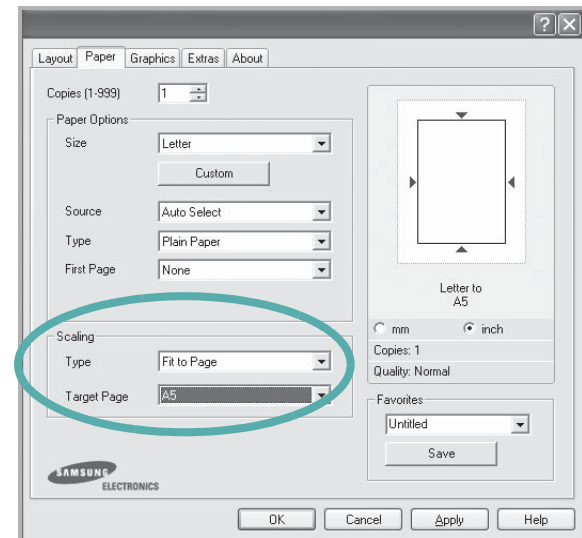 Layout Paper Graphics Extras About
Copies (1-999) 1
Paper Options
Size Letter
Custom
Source Auto Select
Type Plain Paper
First Page None
Scaling
Type Fit to Page
Target Page A5
SAMSUNG
ELECTRONICS
Letter to
A5
mm inch
Copies: 1
Quality: Normal
Favorites
Untitled
Save
OK Cancel Apply Help